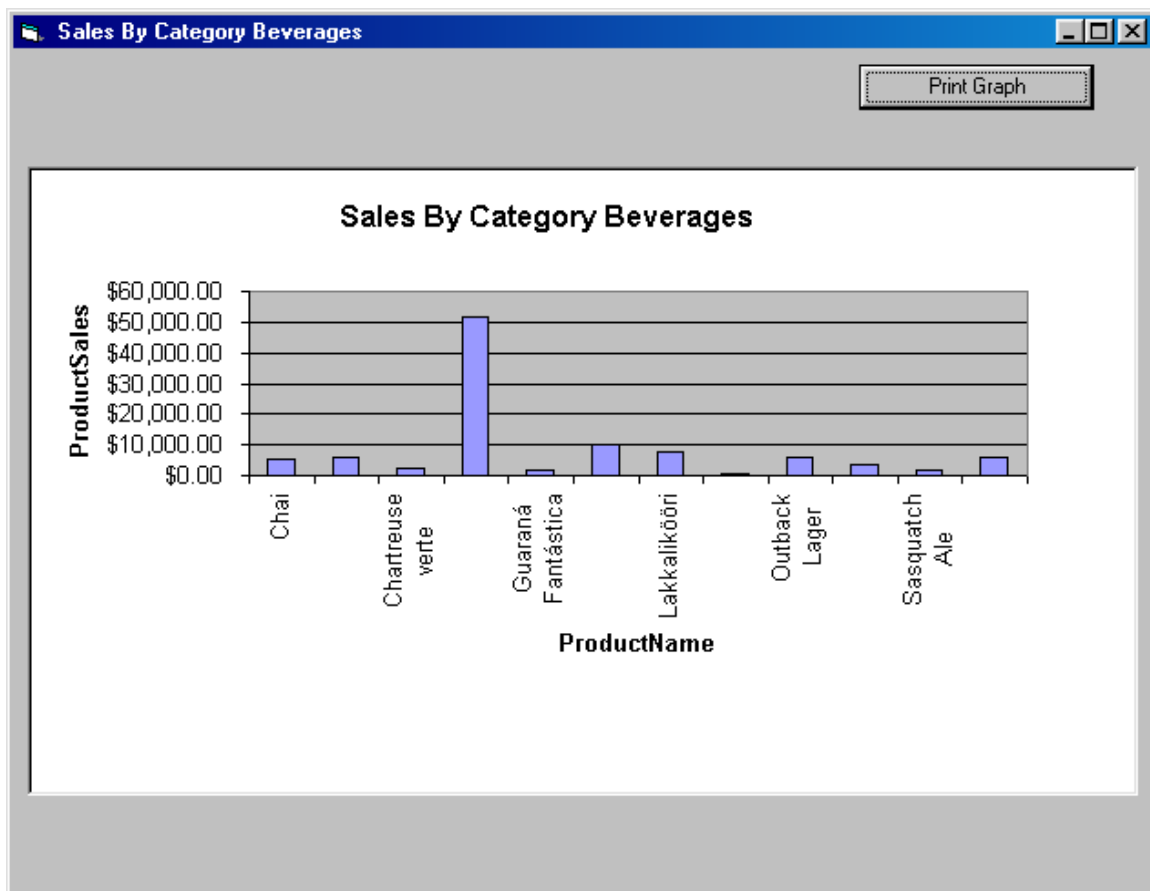 Sales By Category Beverages
Print Graph
Sales By Category Beverages
ProductSales
$60,000.00
$50,000.00
$40,000.00
$30,000.00
$20,000.00
$10,000.00
$0.00
Chai
Chartreuse
verte
Guaraná
Fantástica
Lakkalikööri
Outback
Lager
Sasquatch
Ale
ProductName